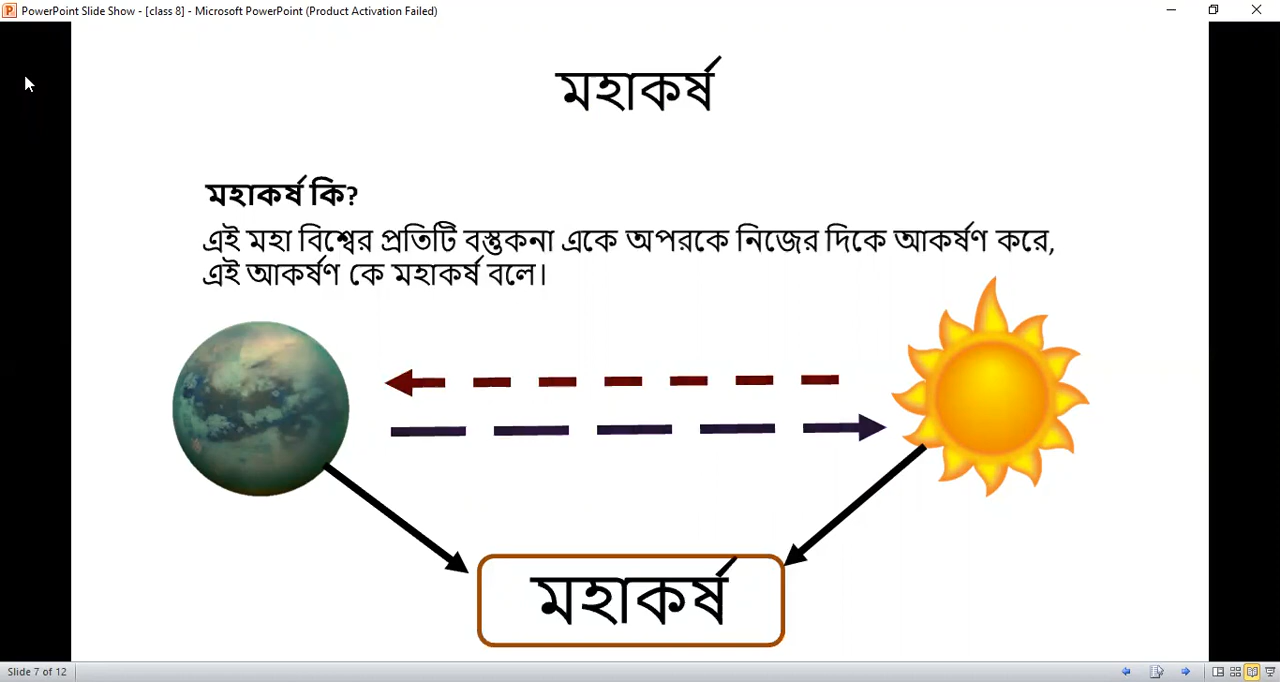 PowerPoint Slide Show - [class 8] - Microsoft PowerPoint (Product Activation Failed)
মহাকর্ষ
মহাকর্ষ কি?
এই মহা বিশ্বের প্রতিটি বস্তুকনা একে অপরকে নিজের দিকে আকর্ষণ করে,
এই আকর্ষণ কে মহাকর্ষ বলে।
মহাকর্ষ
Slide 7 of 12